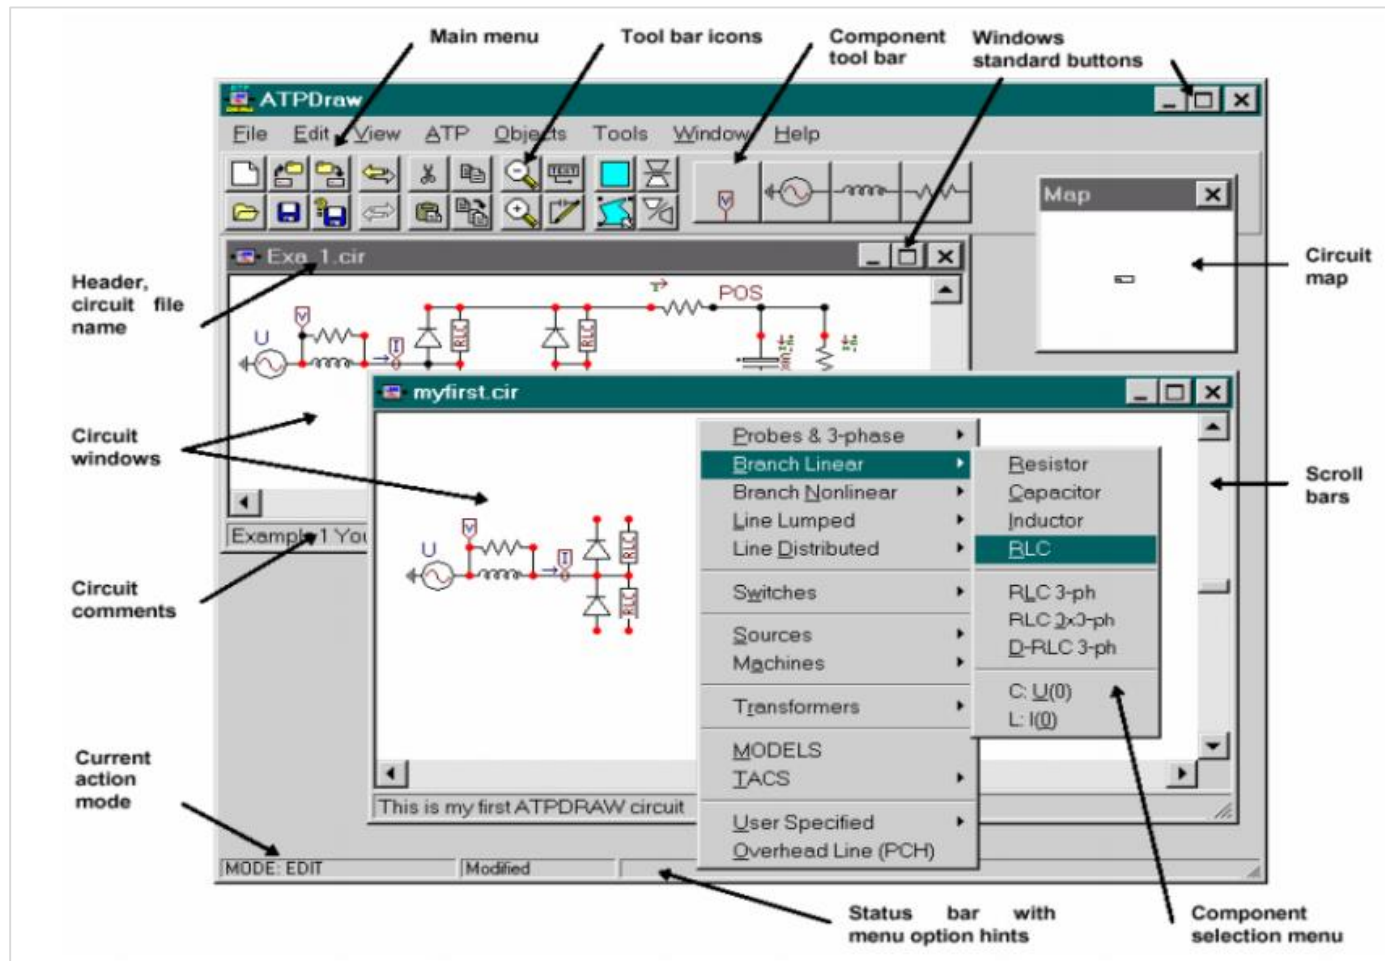 Main menu
Tool bar icons
Component
tool bar
Windows
standard buttons
ATPDraw
File Edit View ATP Objects Tools Window Help
TEXT
V
Map
Exa_1.cir
Header,
circuit file
name
Circuit
map
POS
V
U
I
RLC
RLC
myfirst.cir
Circuit
windows
Probes & 3-phase
Branch Linear
Branch Nonlinear
Line Lumped
Line Distributed
Switches
Sources
Machines
Transformers
MODELS
TACS
User Specified
Overhead Line (PCH)
Resistor
Capacitor
Inductor
RLC
RLC 3-ph
D-RLC 3-ph
C: U(0)
L: I(0)
Scroll
bars
V
U
I
RLC
RLC
Example 1 You
Circuit
comments
Current
action
mode
This is my first ATPDRAW circuit
MODE: EDIT
Modified
Status bar with
menu option hints
Component
selection menu